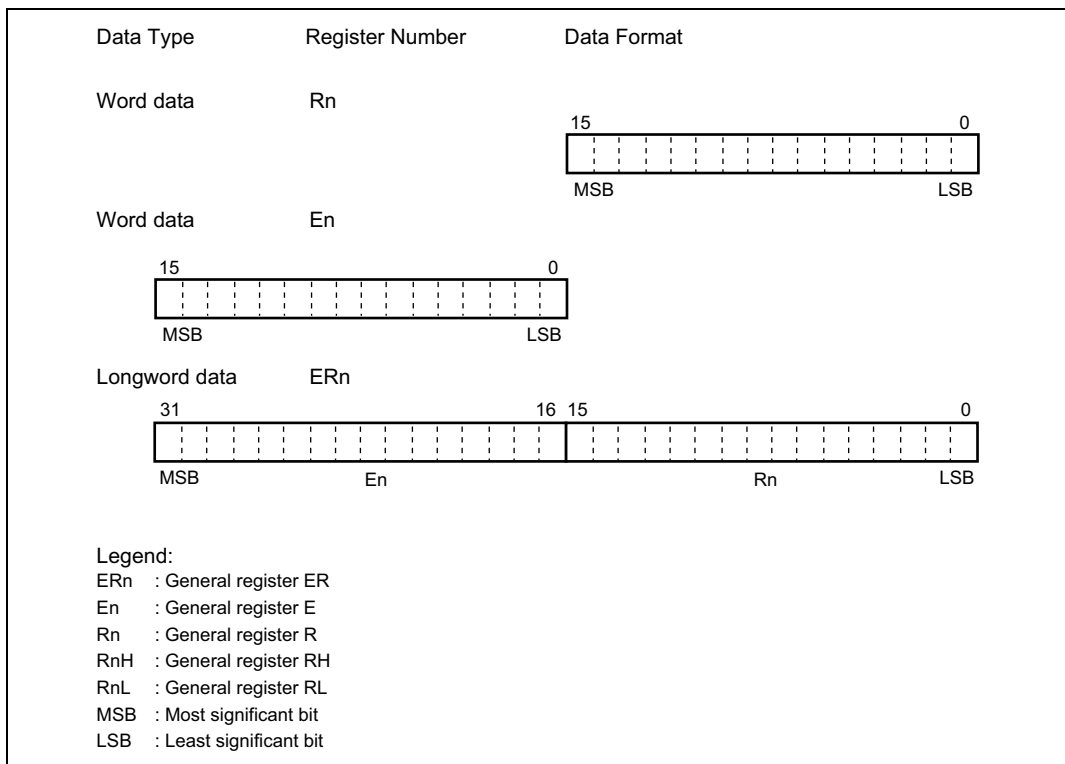 Data Type Register Number Data Format
Word data Rn
15 0
MSB LSB
Word data En
15 0
MSB LSB
Longword data ERn
31 16 15 0
MSB En Rn LSB
Legend:
ERn : General register ER
En : General register E
Rn : General register R
RnH : General register RH
RnL : General register RL
MSB : Most significant bit
LSB : Least significant bit